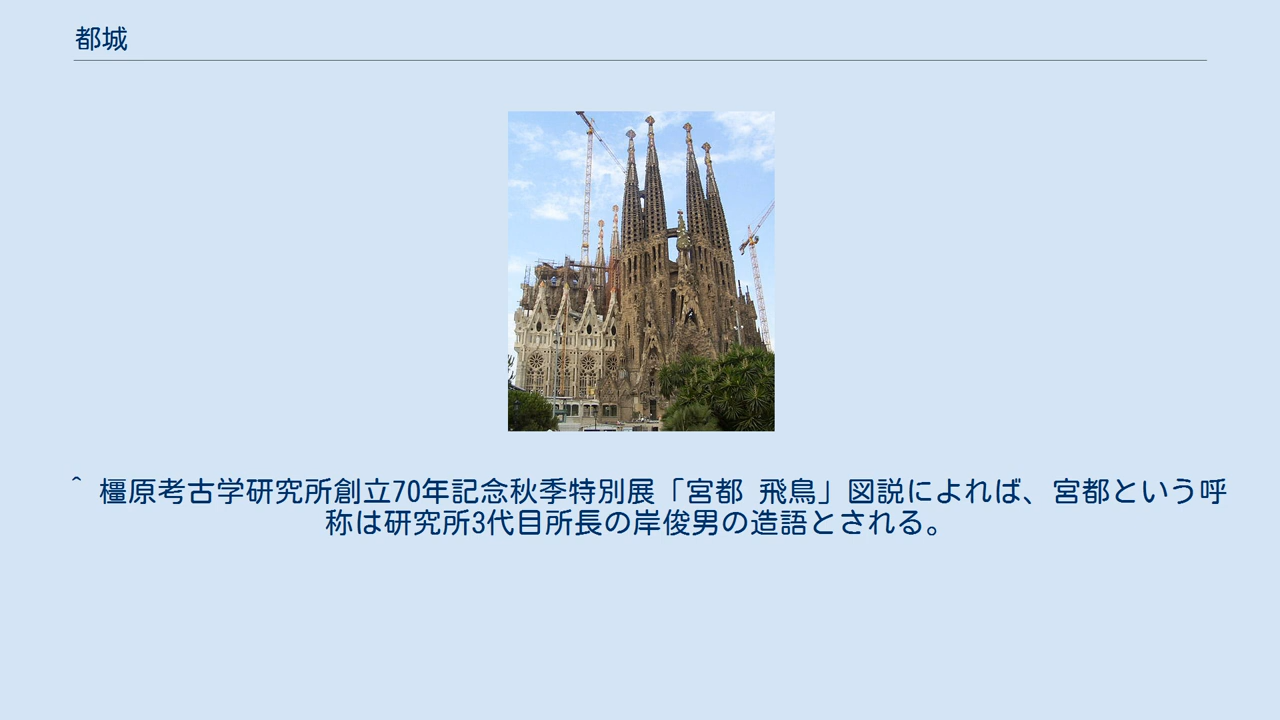 都城
^ 橿原考古学研究所創立70年記念秋季特別展「宮都 飛鳥」図説によれば、宮都という呼
称は研究所3代目所長の岸俊男の造語とされる。